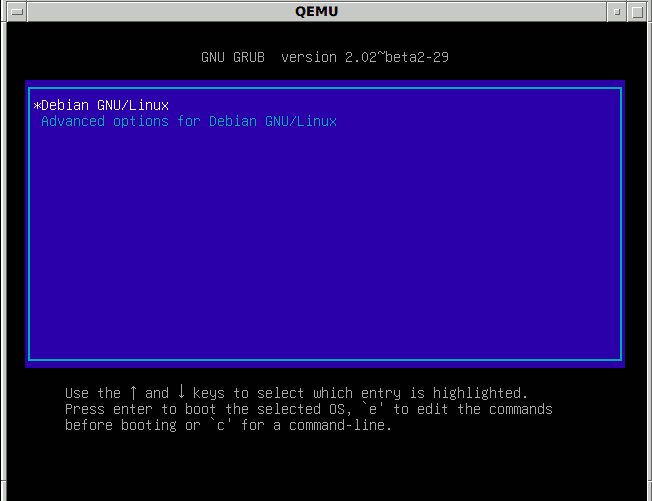 QEMU
GNU GRUB  version 2.02~beta2-29
*Debian GNU/Linux
Advanced options for Debian GNU/Linux
Use the ↑ and ↓ keys to select which entry is highlighted.
Press enter to boot the selected OS, `e' to edit the commands
before booting or `c' for a command-line.